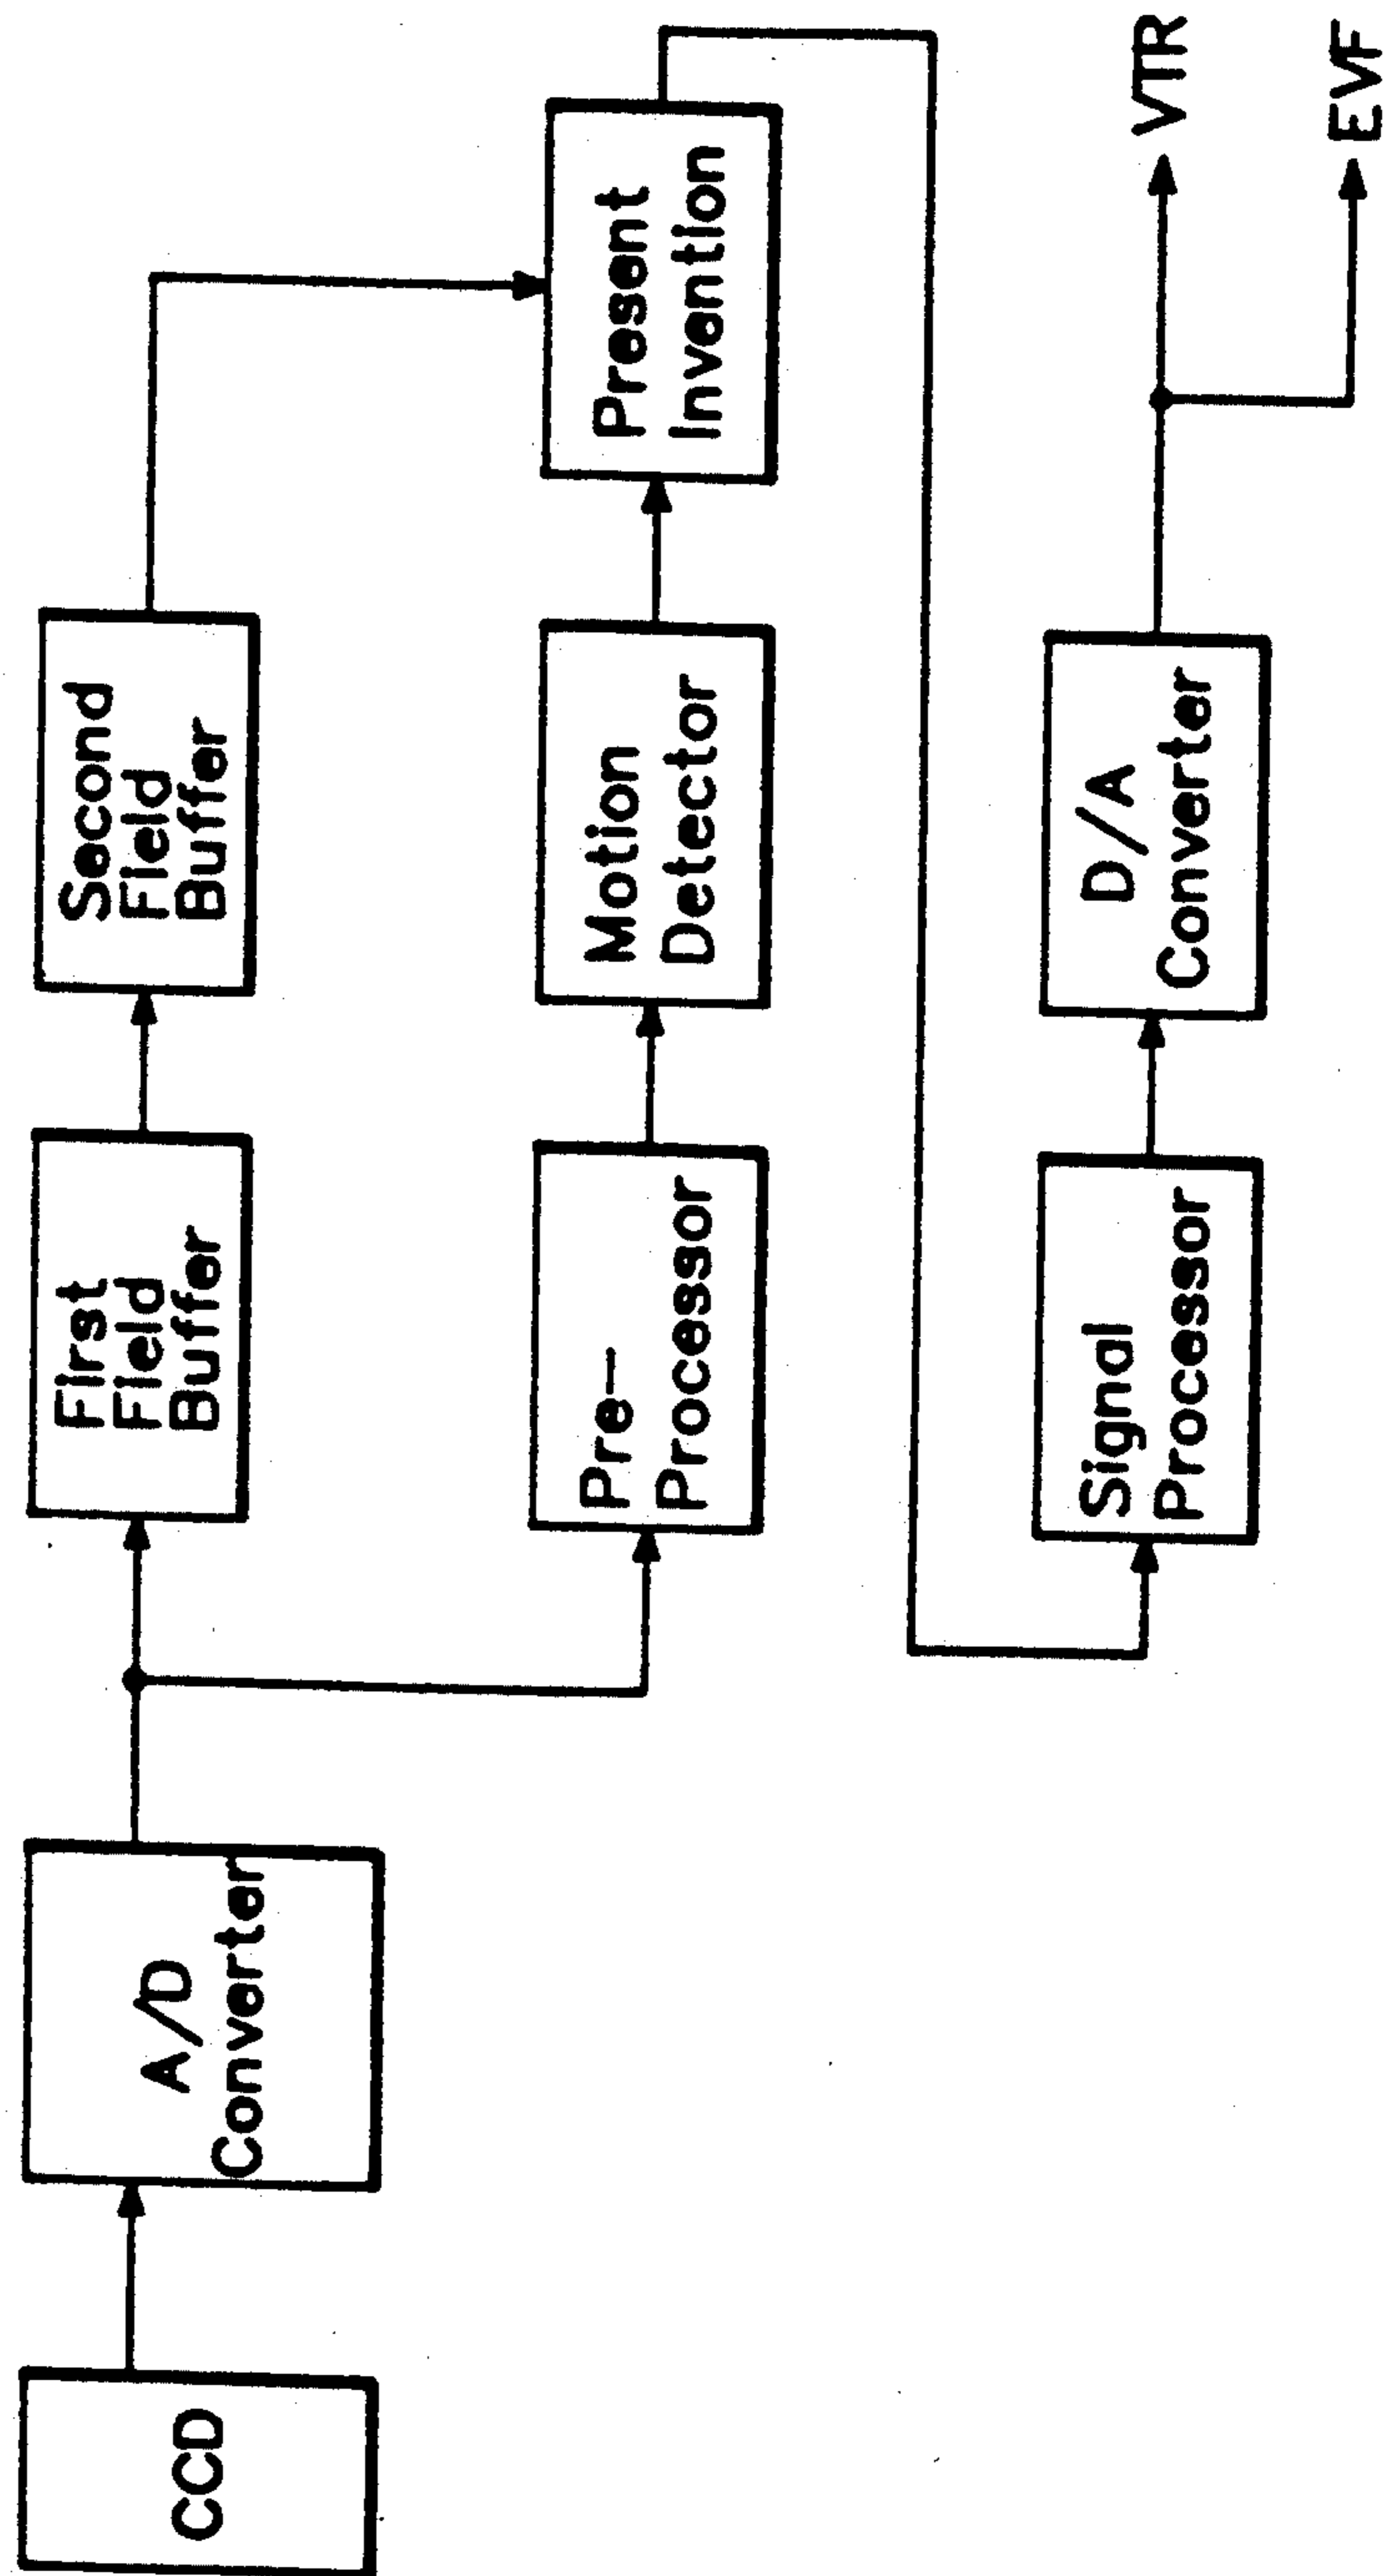 CCD
A/D
Converter
First
Field
Buffer
Second
Field
Buffer
Pre-
Processor
Motion
Detector
Present
Invention
Signal
Processor
D/A
Converter
VTR
EVF